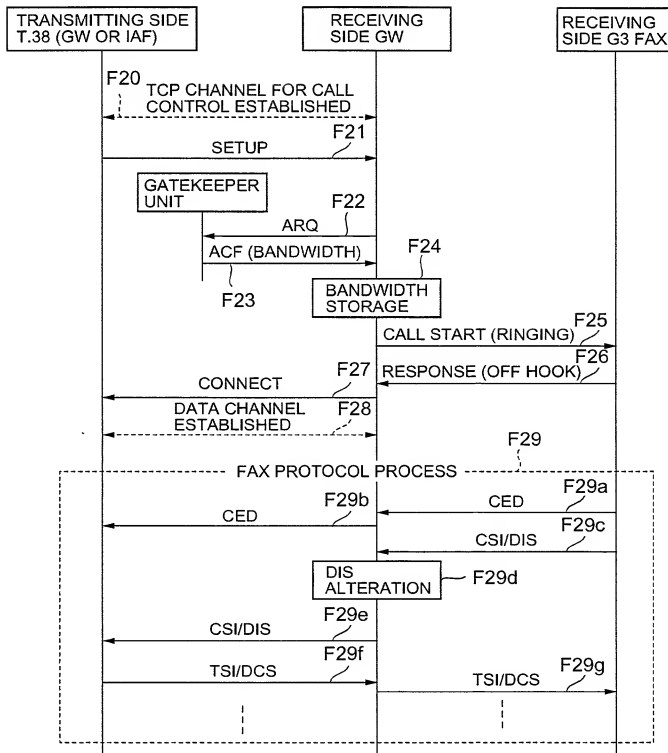 TRANSMITTING SIDE
T.38 (GW OR IAF)
RECEIVING
SIDE GW
RECEIVING
SIDE G3 FAX
F20
TCP CHANNEL FOR CALL
CONTROL ESTABLISHED
F21
SETUP
GATEKEEPER
UNIT
F22
ARQ
ACF (BANDWIDTH)
F23
F24
BANDWIDTH
STORAGE
F25
CALL START (RINGING)
F26
RESPONSE (OFF HOOK)
F27
CONNECT
DATA CHANNEL
ESTABLISHED
F28
F29
FAX PROTOCOL PROCESS
F29a
CED
F29b
CED
F29c
CSI/DIS
DIS
ALTERATION
F29d
F29e
CSI/DIS
F29f
TSI/DCS
F29g
TSI/DCS